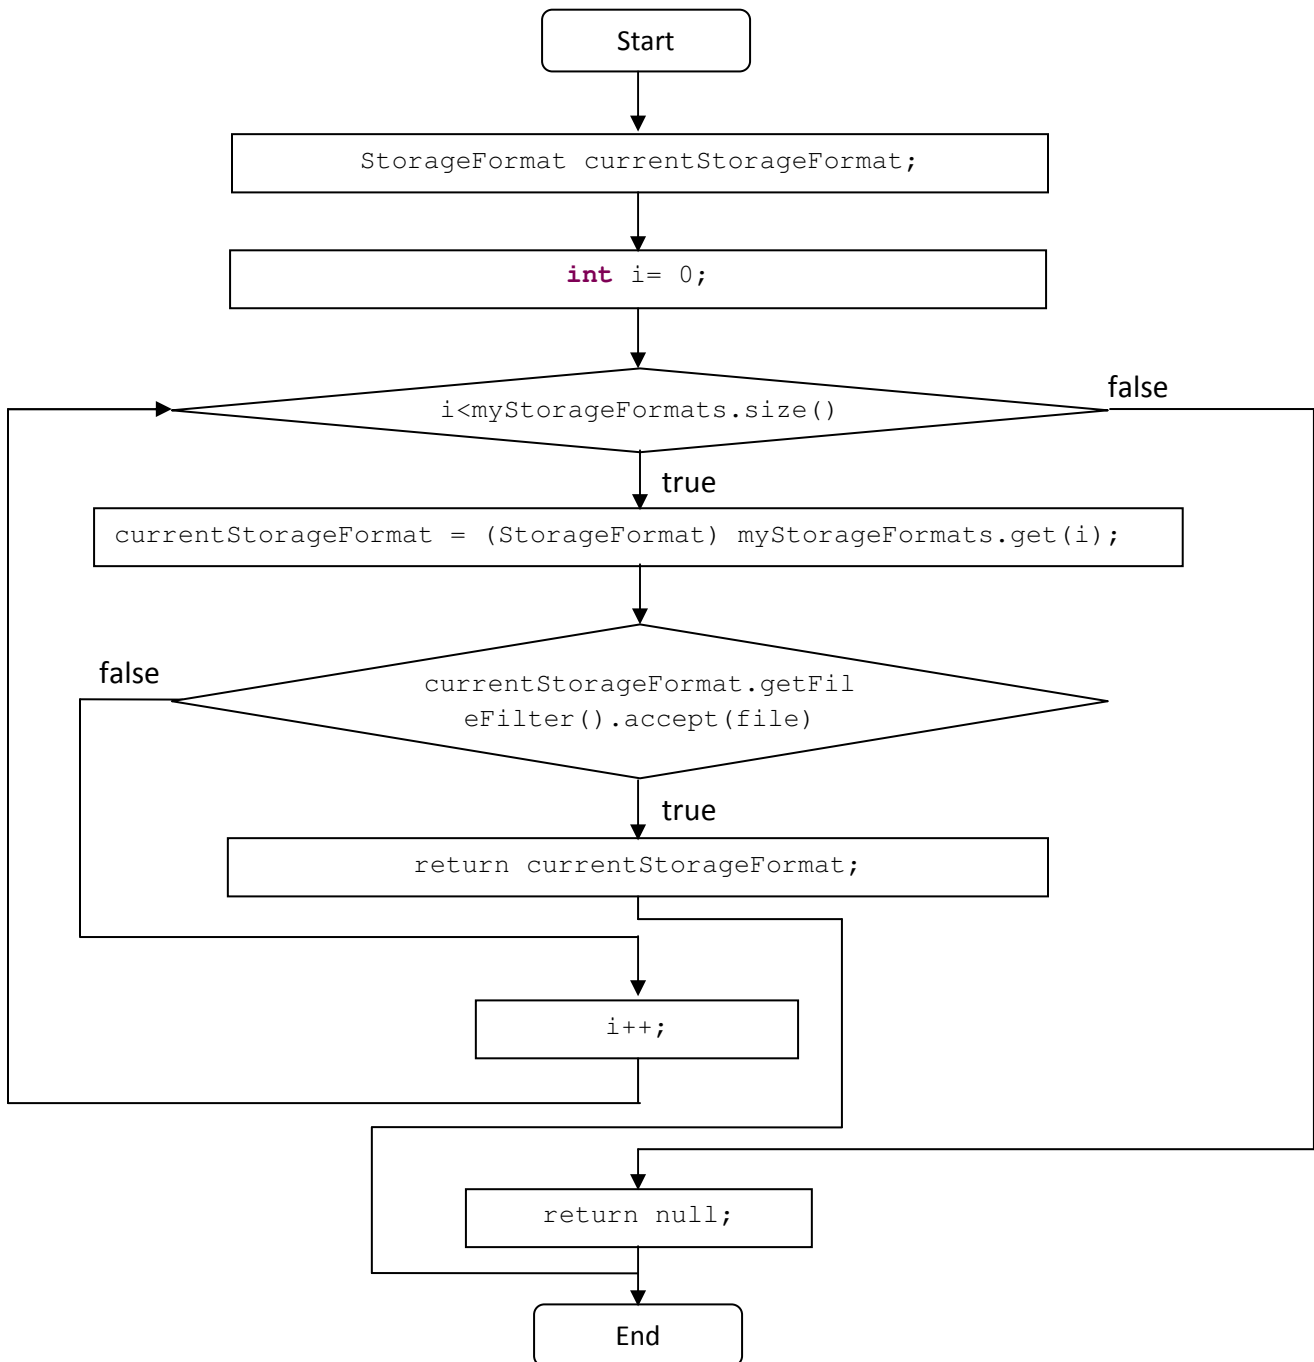 Start
StorageFormat currentStorageFormat;
int i= 0;
i<myStorageFormats.size()
false
true
currentStorageFormat = (StorageFormat) myStorageFormats.get(i);
false
currentStorageFormat.getFil
eFilter().accept(file)
true
return currentStorageFormat;
i++;
return null;
End